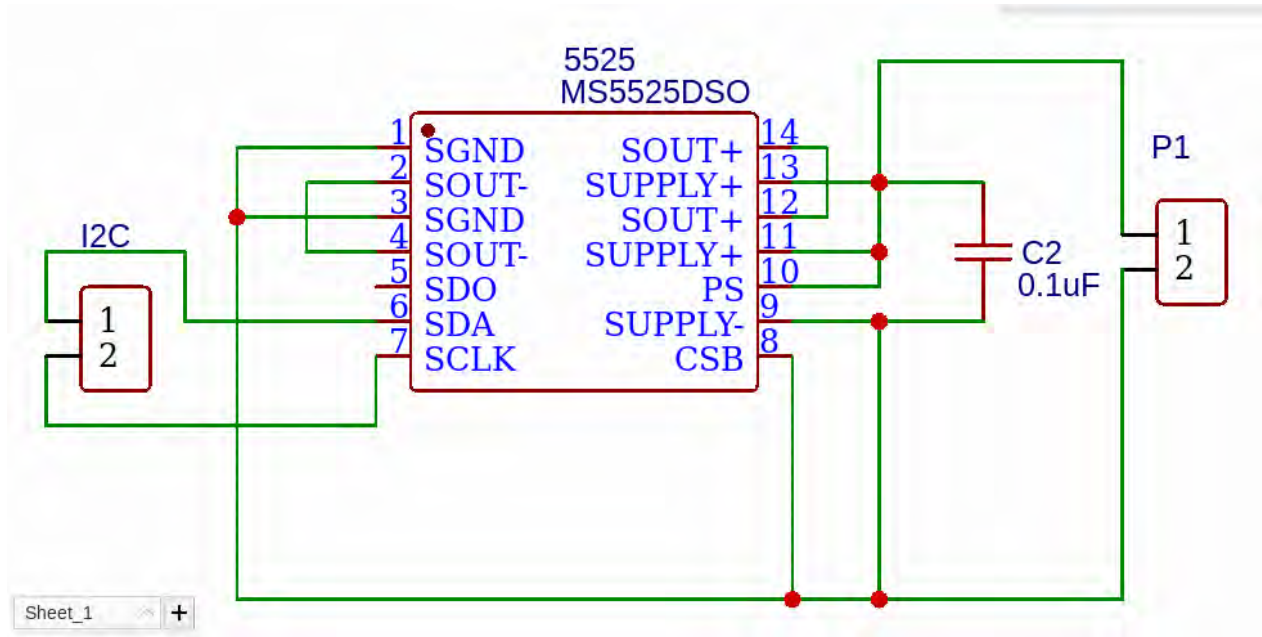 5525
MS5525DSO
1 SGND SOUT+ 14
2 SOUT- SUPPLY+ 13
3 SGND SOUT+ 12
4 SOUT- SUPPLY+ 11
5 SDO PS 10
6 SDA SUPPLY- 9
7 SCLK CSB 8
I2C
1
2
C2
0.1uF
P1
1
2
Sheet_1 +